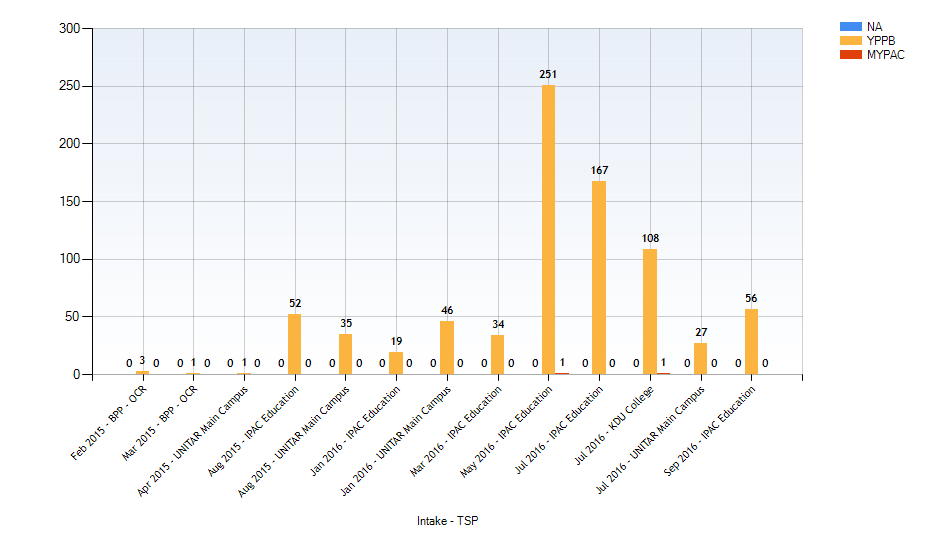 300
250
200
150
100
50
0
NA
YPPB
MYPAC
0 3 0
0 1 0
0 1 0
0 52 0
0 35 0
0 19 0
0 46 0
0 34 0
0 251 1
0 167 0
0 108 1
0 27 0
0 56 0
Feb 2015 - BPP - OCR
Mar 2015 - BPP - OCR
Apr 2015 - UNITAR Main Campus
Aug 2015 - IPAC Education
Aug 2015 - UNITAR Main Campus
Jan 2016 - IPAC Education
Jan 2016 - UNITAR Main Campus
Mar 2016 - IPAC Education
May 2016 - IPAC Education
Jul 2016 - IPAC Education
Jul 2016 - KDU College
Jul 2016 - UNITAR Main Campus
Sep 2016 - IPAC Education
Intake - TSP